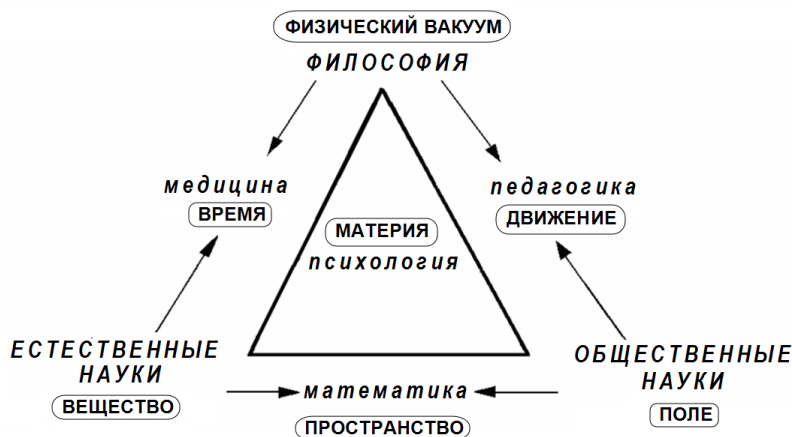 ФИЗИЧЕСКИЙ ВАКУУМ
ФИЛОСОФИЯ
медицина
ВРЕМЯ
педагогика
ДВИЖЕНИЕ
МАТЕРИЯ
психология
ЕСТЕСТВЕННЫЕ
НАУКИ
ВЕЩЕСТВО
математика
ПРОСТРАНСТВО
ОБЩЕСТВЕННЫЕ
НАУКИ
ПОЛЕ